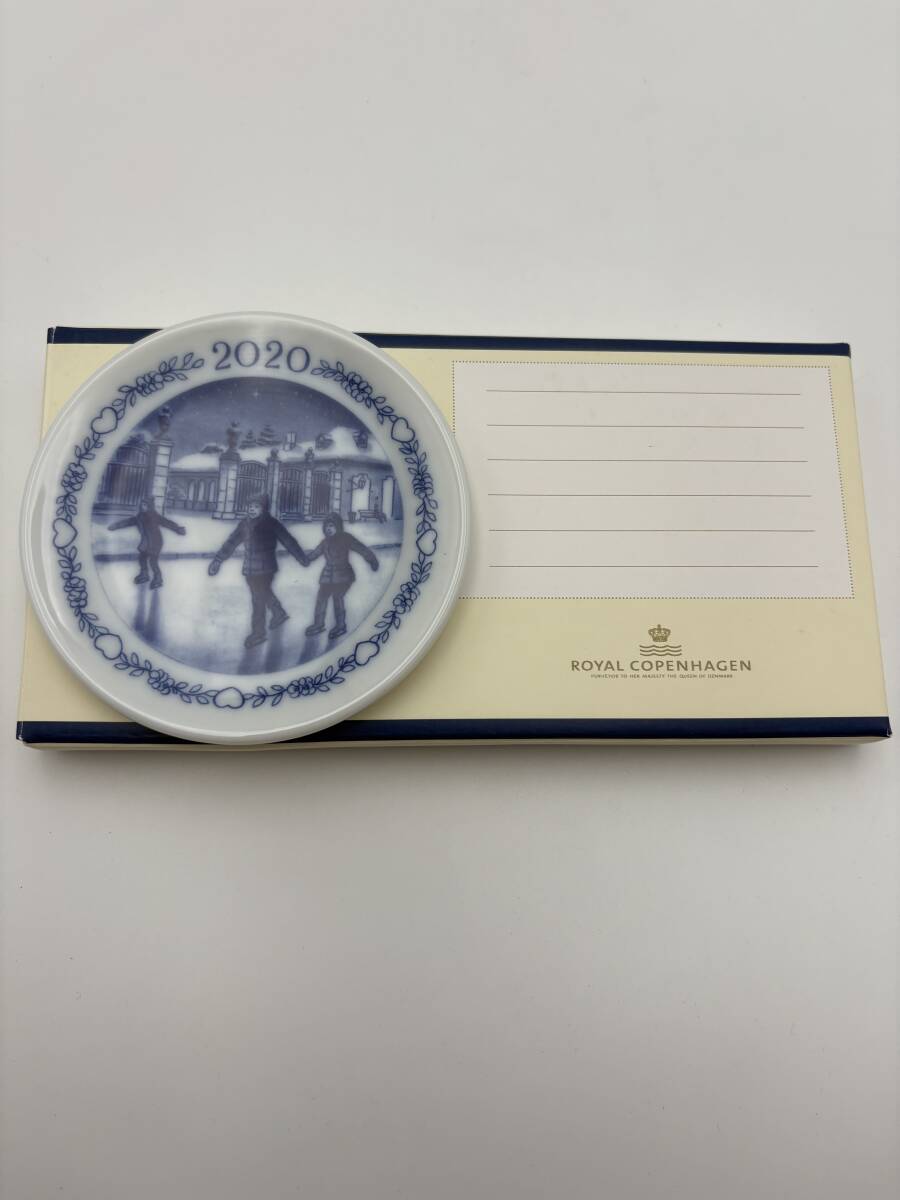 2020
ROYAL COPENHAGEN
PURVEYOR TO HER MAJESTY THE QUEEN OF DENMARK